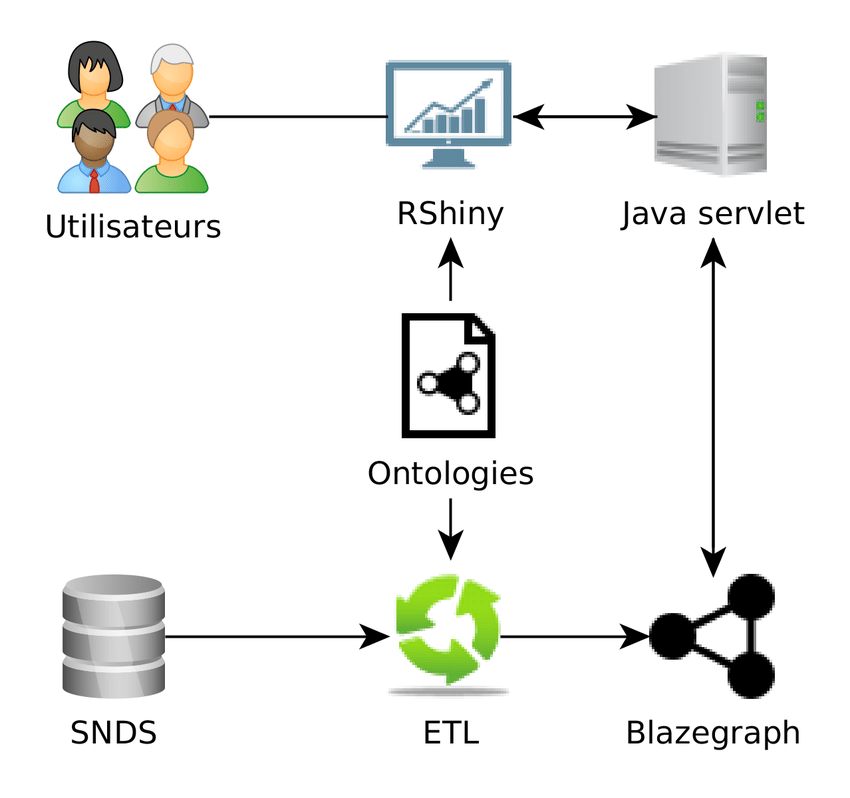 Utilisateurs
RShiny
Java servlet
Ontologies
SNDS
ETL
Blazegraph